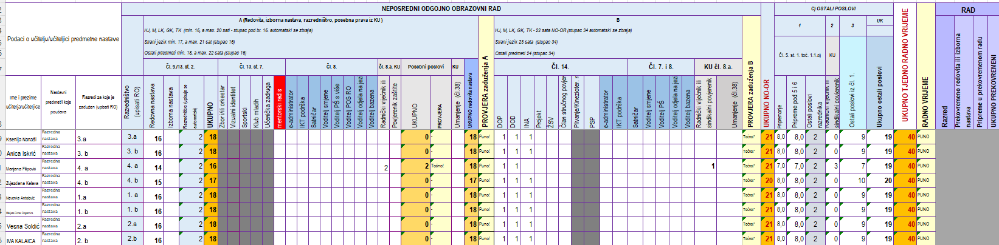 NEPOSREDNI ODGOJNO OBRAZOVNI RAD
C) OSTALI POSLOVI
UKUPNO TJEDNO RADNO VRIJEME
RADNO VRIJEME
RAD
Podaci o učitelju/učiteljici predmetne nastave
A (Redovita, izborna nastava, razredništvo, posebna prava iz KU )
HJ, M, LK, GK, TK (min. 16, a max. 20 sati - stupac pod br. 16. automatski se zbraja)
Strani jezik min. 17, a max. 21 sat (stupac 16)
Ostali prtedmeti min. 18, a max. 22 sata (stupac 16)
PROVJERA zaduženja A
B
HJ, M, LK, GK, TK - 22 sata NO-OR (stupac 34 automatski se zbraja)
Strani jezik 23 sata (stupac 34)
Ostali predmeti 24 (stupac 34)
PROVJERA zaduženja B
UKUPNO NO-OR
1 2 3 UK
Čl. 5. st. 1. toč. 1.1.a) KU
Čl. 9./13. st. 2. Čl. 13. st. 7. Čl. 8. čl. 8.a. KU Posebni poslovi KU
Čl. 14. Čl. 7. i 8. KU čl. 8.a.
Ime i prezime učitelja/učiteljice
Nastavni predmeti koje poučava
Razredi za koje je zadužen (upisati RO)
Razredništvo (upisati RO)
Redovna nastava
Izborna nastava
Razredništvo (upisuje se automatski)
UKUPNO
Zbor i/ili orkestar
Vizualni identitet
Sportski
Klub mladih
Učenička zadruga
mentorski rad s
e-administrator
IKT podrška
Satničar
Voditelj smjene
Voditelj PŠ s više
Voditelj POS RO
Voditelj odjela na jezi
Voditelj bazena
Radnički vijećnik ili
Povjerenik zaštite
UKUPNO
PROVJERA
Umanjenje (čl.38)
UKUPNO redovita nastava
DOP
DOD
INA
Projekt
ŽSV
Član stručnog povjer
Plivanje/Kinezioter. r.
PSP
e-administrator
IKT podrška
Satničar
Voditelj smjene
Voditelj PŠ
Voditelj odjela na jezi
Voditelj bazena
Radnički vijećnik ili
sindikalni povjerenik
Umanjenje (čl. 38)
Pripremanje
Pripreme pod 5 i 6
Ostali poslovi razrednika
Radnički vijećnik ili sindikalni povjerenik
Ostali poslovi iz čl. 1.
Ukupno ostali poslovi
Razred
Prekovremeno redovita ili izborna nastava
Pripreme u prekovremenom radu
UKUPNO PREKOVREMENI
Ksenija Nanaši Razredna nastava 3.a 3.a 16 2 18 0 - 18 Puno! 1 1 1 Točno!" 21 8,0 8,0 2 0 9 19 40 PUNO
Anica Iskrić Razredna nastava 3. b 3. b 16 2 18 0 - 18 Puno! 1 1 1 Točno!" 21 8,0 8,0 2 0 9 19 40 PUNO
Marijana Filipović Razredna nastava 4. a 4. a 14 2 16 2 2 Točno! 18 Puno! 1 1 1 1 Točno!" 21 7,0 7,0 2 3 7 19 40 PUNO
Zvjezdana Kelava Razredna nastava 4. b 4. b 15 2 17 0 - 17 Puno! 1 1 1 Točno!" 20 8,0 8,0 2 0 10 20 40 PUNO
Nevenka Antolović Razredna nastava 1.a 1. a 16 2 18 0 - 18 Puno! 1 1 1 Točno!" 21 8,0 8,0 2 0 9 19 40 PUNO
Razredna nastava 1. b 1. b 16 2 18 0 - 18 Puno! 1 1 1 Točno!" 21 8,0 8,0 2 0 9 19 40 PUNO
Vesna Soldić Razredna nastava 2.a 2.a 16 2 18 0 - 18 Puno! 1 1 1 Točno!" 21 8,0 8,0 2 0 9 19 40 PUNO
IVA KALAICA Razredna nastava 2. b 2.b 16 2 18 0 - 18 Puno! 1 1 1 Točno!" 21 8,0 8,0 2 0 9 19 40 PUNO